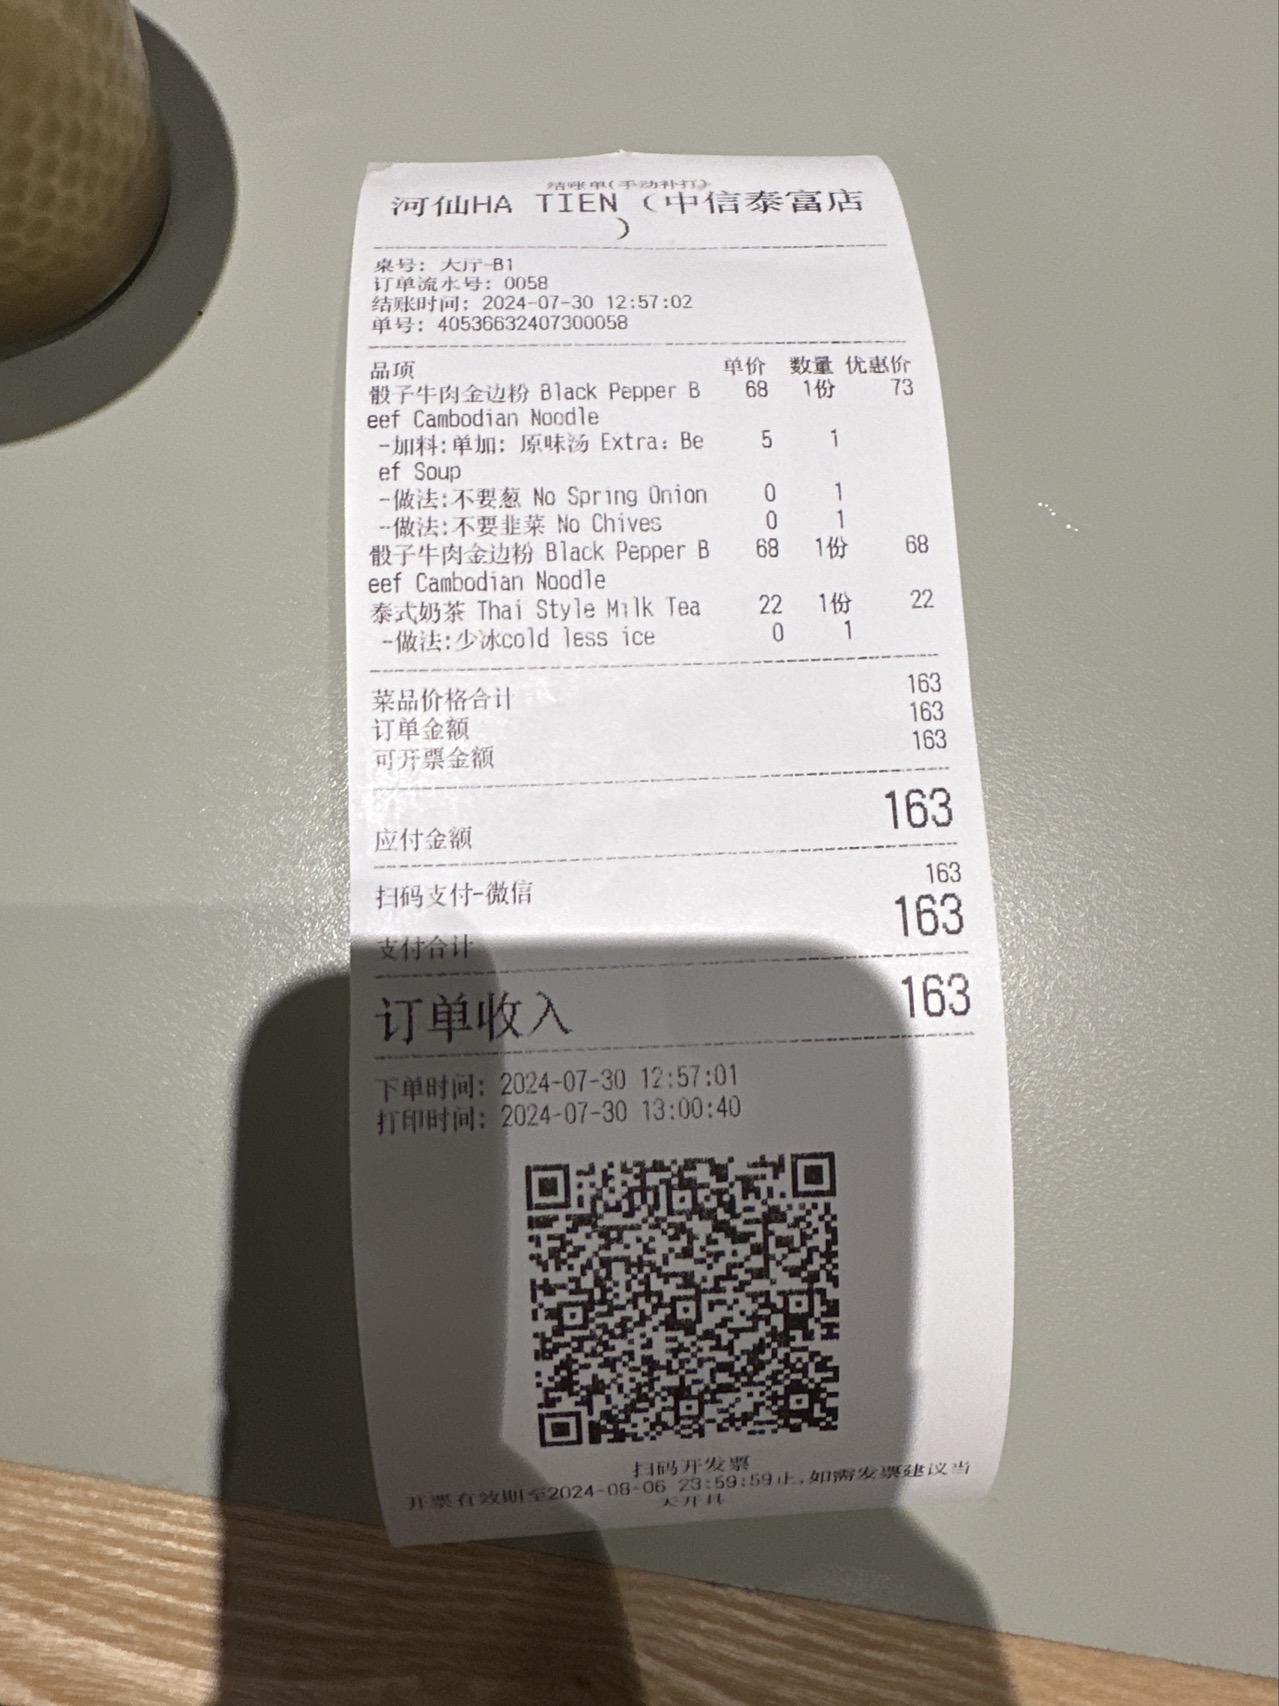 结账单(手动补打)
河仙HA TIEN（中信泰富店
）
桌号: 大厅-B1
订单流水号: 0058
结账时间: 2024-07-30 12:57:02
单号: 40536632407300058
品项 单价 数量 优惠价
骰子牛肉金边粉 Black Pepper B 68 1份 73
eef Cambodian Noodle
-加料:单加: 原味汤 Extra: Be 5 1
ef Soup
-做法:不要葱 No Spring Onion 0 1
-做法:不要韭菜 No Chives 0 1
骰子牛肉金边粉 Black Pepper B 68 1份 68
eef Cambodian Noodle
泰式奶茶 Thai Style Milk Tea 22 1份 22
-做法:少冰cold less ice 0 1
菜品价格合计 163
订单金额 163
可开票金额 163
应付金额 163
扫码支付-微信 163
支付合计 163
订单收入 163
下单时间: 2024-07-30 12:57:01
打印时间: 2024-07-30 13:00:40
扫码开发票
开票有效期至2024-08-06 23:59:59止,如需发票建议当
天开具